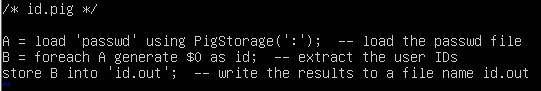 /* id.pig */
A = load 'passwd' using PigStorage(':');  -- load the passwd file
B = foreach A generate $0 as id;  -- extract the user IDs
store B into 'id.out';  -- write the results to a file name id.out